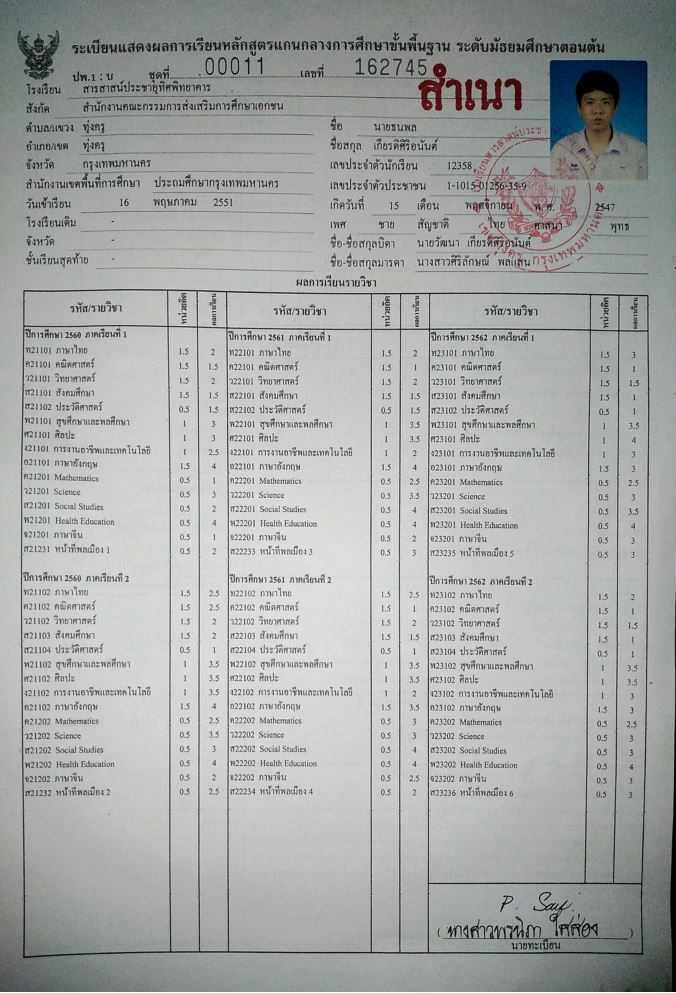 ระเบียนแสดงผลการเรียนหลักสูตรแกนกลางการศึกษาขั้นพื้นฐาน ระดับมัธยมศึกษาตอนต้น
ปพ.1 : บ ชุดที่ 00011 เลขที่ 162745
สำเนา
โรงเรียน สารสาสน์ประชาอุทิศพิทยาคาร
สังกัด สำนักงานคณะกรรมการส่งเสริมการศึกษาเอกชน
ตำบล/แขวง ทุ่งครุ
อำเภอ/เขต ทุ่งครุ
จังหวัด กรุงเทพมหานคร
สำนักงานเขตพื้นที่การศึกษา ประถมศึกษากรุงเทพมหานคร
วันเข้าเรียน 16 พฤษภาคม 2551
โรงเรียนเดิม -
จังหวัด -
ชั้นเรียนสุดท้าย -
ชื่อ นายธนพล
ชื่อสกุล เกียรติศิริอนันต์
เลขประจำตัวนักเรียน 12358
เลขประจำตัวประชาชน 1-1015-01256-35-9
เกิดวันที่ 15 เดือน พฤศจิกายน พ.ศ. 2547
เพศ ชาย สัญชาติ ไทย ศาสนา พุทธ
ชื่อ-ชื่อสกุลบิดา นายวัฒนา เกียรติศิริอนันต์
ชื่อ-ชื่อสกุลมารดา นางสาวศิริลักษณ์ พลแสน
ผลการเรียนรายวิชา
รหัส/รายวิชา หน่วยกิต ผลการเรียน รหัส/รายวิชา หน่วยกิต ผลการเรียน รหัส/รายวิชา หน่วยกิต ผลการเรียน
ปีการศึกษา 2560 ภาคเรียนที่ 1
ท21101 ภาษาไทย 1.5 2
ค21101 คณิตศาสตร์ 1.5 1.5
ว21101 วิทยาศาสตร์ 1.5 2
ส21101 สังคมศึกษา 1.5 1.5
ส21102 ประวัติศาสตร์ 0.5 1.5
พ21101 สุขศึกษาและพลศึกษา 1 3
ศ21101 ศิลปะ 1 3
ง21101 การงานอาชีพและเทคโนโลยี 1 2.5
อ21101 ภาษาอังกฤษ 1.5 4
ค21201 Mathematics 0.5 1
ว21201 Science 0.5 3
ส21201 Social Studies 0.5 2
พ21201 Health Education 0.5 4
จ21201 ภาษาจีน 0.5 1
ส21231 หน้าที่พลเมือง 1 0.5 2
ปีการศึกษา 2560 ภาคเรียนที่ 2
ท21102 ภาษาไทย 1.5 2.5
ค21102 คณิตศาสตร์ 1.5 2.5
ว21102 วิทยาศาสตร์ 1.5 2
ส21103 สังคมศึกษา 1.5 2
ส21104 ประวัติศาสตร์ 0.5 1
พ21102 สุขศึกษาและพลศึกษา 1 3.5
ศ21102 ศิลปะ 1 3.5
ง21102 การงานอาชีพและเทคโนโลยี 1 3.5
อ21102 ภาษาอังกฤษ 1.5 4
ค21202 Mathematics 0.5 2.5
ว21202 Science 0.5 3.5
ส21202 Social Studies 0.5 3
พ21202 Health Education 0.5 4
จ21202 ภาษาจีน 0.5 2
ส21232 หน้าที่พลเมือง 2 0.5 2.5
ปีการศึกษา 2561 ภาคเรียนที่ 1
ท22101 ภาษาไทย 1.5 2
ค22101 คณิตศาสตร์ 1.5 1
ว22101 วิทยาศาสตร์ 1.5 2
ส22101 สังคมศึกษา 1.5 1.5
ส22102 ประวัติศาสตร์ 0.5 1.5
พ22101 สุขศึกษาและพลศึกษา 1 3.5
ศ22101 ศิลปะ 1 3.5
ง22101 การงานอาชีพและเทคโนโลยี 1 2
อ22101 ภาษาอังกฤษ 1.5 4
ค22201 Mathematics 0.5 2.5
ว22201 Science 0.5 3.5
ส22201 Social Studies 0.5 4
พ22201 Health Education 0.5 4
จ22201 ภาษาจีน 0.5 2
ส22233 หน้าที่พลเมือง 3 0.5 3
ปีการศึกษา 2561 ภาคเรียนที่ 2
ท22102 ภาษาไทย 1.5 2.5
ค22102 คณิตศาสตร์ 1.5 1
ว22102 วิทยาศาสตร์ 1.5 2
ส22103 สังคมศึกษา 1.5 1.5
ส22104 ประวัติศาสตร์ 0.5 1
พ22102 สุขศึกษาและพลศึกษา 1 3.5
ศ22102 ศิลปะ 1 3.5
ง22102 การงานอาชีพและเทคโนโลยี 1 2
อ22102 ภาษาอังกฤษ 1.5 3.5
ค22202 Mathematics 0.5 3
ว22202 Science 0.5 3
ส22202 Social Studies 0.5 4
พ22202 Health Education 0.5 4
จ22202 ภาษาจีน 0.5 2.5
ส22234 หน้าที่พลเมือง 4 0.5 2
ปีการศึกษา 2562 ภาคเรียนที่ 1
ท23101 ภาษาไทย 1.5 3
ค23101 คณิตศาสตร์ 1.5 1
ว23101 วิทยาศาสตร์ 1.5 1.5
ส23101 สังคมศึกษา 1.5 1
ส23102 ประวัติศาสตร์ 0.5 1
พ23101 สุขศึกษาและพลศึกษา 1 3.5
ศ23101 ศิลปะ 1 4
ง23101 การงานอาชีพและเทคโนโลยี 1 3
อ23101 ภาษาอังกฤษ 1.5 3
ค23201 Mathematics 0.5 2.5
ว23201 Science 0.5 3
ส23201 Social Studies 0.5 3.5
พ23201 Health Education 0.5 4
จ23201 ภาษาจีน 0.5 3
ส23235 หน้าที่พลเมือง 5 0.5 3
ปีการศึกษา 2562 ภาคเรียนที่ 2
ท23102 ภาษาไทย 1.5 2
ค23102 คณิตศาสตร์ 1.5 1
ว23102 วิทยาศาสตร์ 1.5 1.5
ส23103 สังคมศึกษา 1.5 1
ส23104 ประวัติศาสตร์ 0.5 1
พ23102 สุขศึกษาและพลศึกษา 1 3.5
ศ23102 ศิลปะ 1 3.5
ง23102 การงานอาชีพและเทคโนโลยี 1 3
อ23102 ภาษาอังกฤษ 1.5 3
ค23202 Mathematics 0.5 2.5
ว23202 Science 0.5 3
ส23202 Social Studies 0.5 3
พ23202 Health Education 0.5 4
จ23202 ภาษาจีน 0.5 3
ส23236 หน้าที่พลเมือง 6 0.5 3
(นางสาวพรนิภา ใสส่อง)
นายทะเบียน